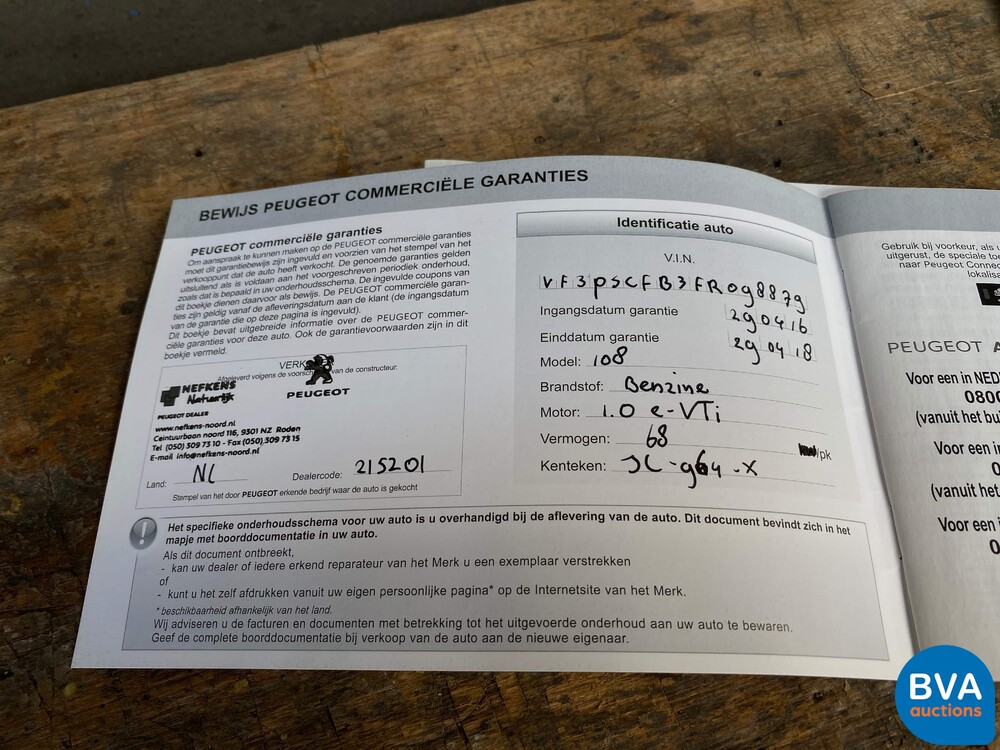 BEWIJS PEUGEOT COMMERCIËLE GARANTIES
PEUGEOT commerciële garanties
Om aanspraak te kunnen maken op de PEUGEOT commerciële garanties
moet dit garantiebewijs zijn ingevuld en voorzien van het stempel van het
verkooppunt dat de auto heeft verkocht. De genoemde garanties gelden
uitsluitend als is voldaan aan het voorgeschreven periodiek onderhoud,
zoals dat is bepaald in uw onderhoudsschema. De ingevulde coupons van
dit boekje dienen daarvoor als bewijs. De PEUGEOT commerciële garan-
ties zijn geldig vanaf de afleveringsdatum aan de klant (de ingangsdatum
van de garantie die op deze pagina is ingevuld).
Dit boekje bevat uitgebreide informatie over de PEUGEOT commer-
ciële garanties voor deze auto. Ook de garantievoorwaarden zijn in dit
boekje vermeld.
VERK
Afgeleverd volgens de voorsch van de constructeur.
NEFKENS
Natuurlijk
PEUGEOT
PEUGEOT DEALER
www.nefkens-noord.nl
Ceintuurbaan noord 116, 9301 NZ Roden
Tel (050) 309 73 10 - Fax (050) 309 73 15
E-mail info@nefkens-noord.nl
Land: NL Dealercode: 215201
Stempel van het door PEUGEOT erkende bedrijf waar de auto is gekocht
Identificatie auto
V.I.N.
VF3PSCFB3FR098879
Ingangsdatum garantie 290416
Einddatum garantie 290418
Model: 108
Brandstof: Benzine
Motor: 1.0 e-VTi
Vermogen: 68 kW/pk
Kenteken: JL-964-X
Het specifieke onderhoudsschema voor uw auto is u overhandigd bij de aflevering van de auto. Dit document bevindt zich in het
mapje met boorddocumentatie in uw auto.
Als dit document ontbreekt,
- kan uw dealer of iedere erkend reparateur van het Merk u een exemplaar verstrekken
of
- kunt u het zelf afdrukken vanuit uw eigen persoonlijke pagina* op de Internetsite van het Merk.
* beschikbaarheid afhankelijk van het land.
Wij adviseren u de facturen en documenten met betrekking tot het uitgevoerde onderhoud aan uw auto te bewaren.
Geef de complete boorddocumentatie bij verkoop van de auto aan de nieuwe eigenaar.
Gebruik bij voorkeur, als u
uitgerust, de speciale toe
naar Peugeot Connec
lokalisa
PEUGEOT A
Voor een in NED
0800
(vanuit het bu
Voor een in
0
(vanuit het
Voor een i
0
BVA
auctions